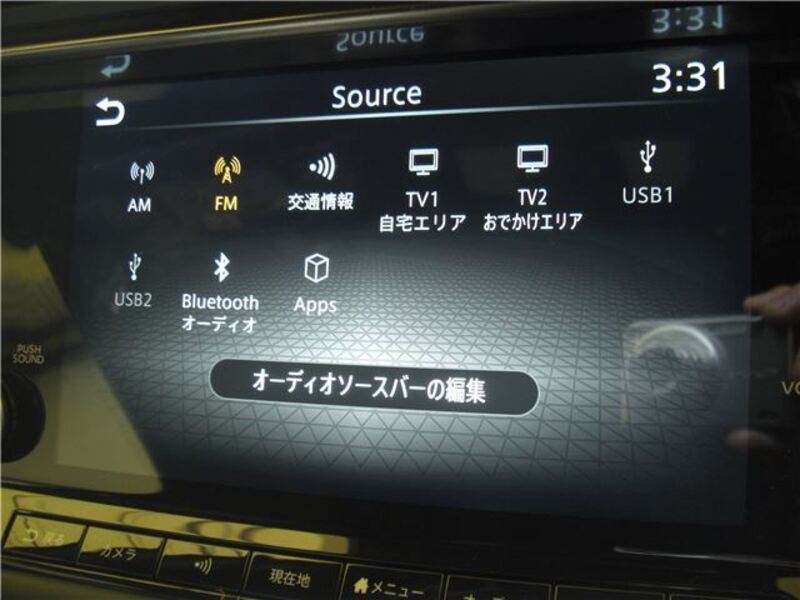 Source
3:31
AM
FM
交通情報
TV1
自宅エリア
TV2
おでかけエリア
USB1
USB2
Bluetooth
オーディオ
Apps
オーディオソースバーの編集
PUSH
SOUND
戻る
カメラ
現在地
メニュー